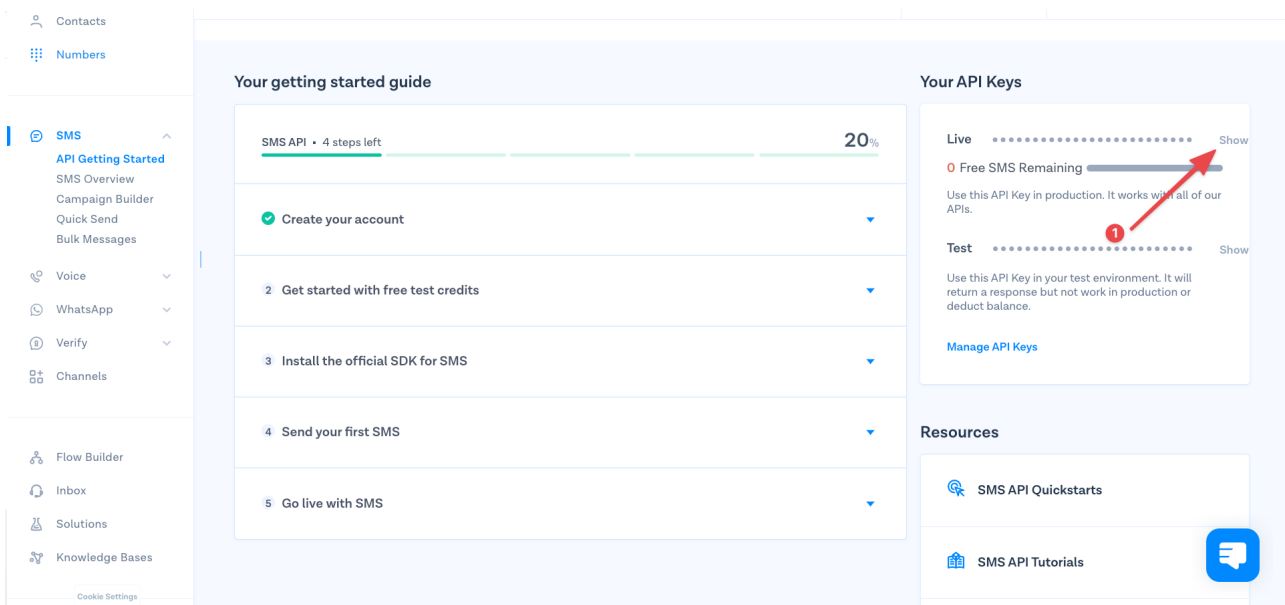 Contacts
Numbers
SMS
API Getting Started
SMS Overview
Campaign Builder
Quick Send
Bulk Messages
Voice
WhatsApp
Verify
Channels
Flow Builder
Inbox
Solutions
Knowledge Bases
Cookie Settings
Your getting started guide
SMS API • 4 steps left
20%
Create your account
2 Get started with free test credits
3 Install the official SDK for SMS
4 Send your first SMS
5 Go live with SMS
Your API Keys
Live Show
0 Free SMS Remaining
Use this API Key in production. It works with all of our
APIs.
1
Test Show
Use this API Key in your test environment. It will
return a response but not work in production or
deduct balance.
Manage API Keys
Resources
SMS API Quickstarts
SMS API Tutorials